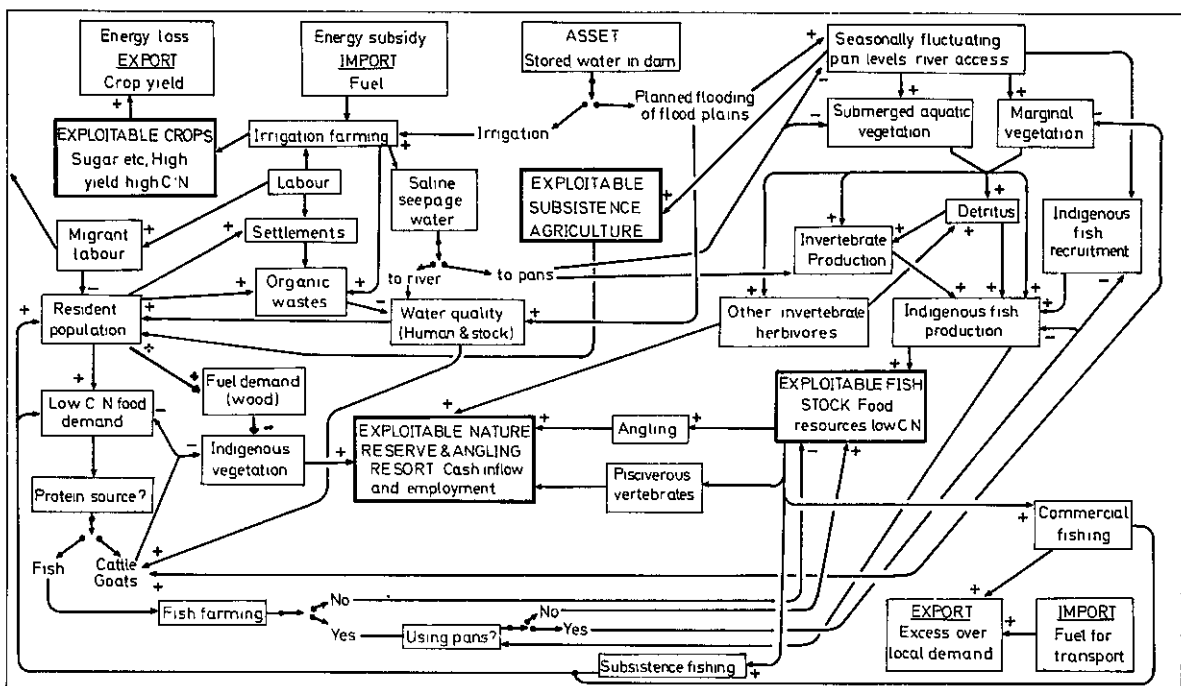 Energy loss
EXPORT
Crop yield
Energy subsidy
IMPORT
Fuel
ASSET
Stored water in dam
Seasonally fluctuating
pan levels river access
Planned flooding
of flood plains
Submerged aquatic
vegetation
Marginal
vegetation
EXPLOITABLE CROPS
Sugar etc, High
yield high C'N
Irrigation farming
Irrigation
Labour
Saline
seepage
water
EXPLOITABLE
SUBSISTENCE
AGRICULTURE
Detritus
Indigenous
fish
recruitment
Migrant
labour
Settlements
Invertebrate
Production
to river
to pans
Organic
wastes
Resident
population
Water quality
(Human & stock)
Other invertebrate
herbivores
Indigenous fish
production
Fuel demand
(wood)
Low C N food
demand
Indigenous
vegetation
EXPLOITABLE NATURE
RESERVE & ANGLING
RESORT Cash inflow
and employment
Angling
EXPLOITABLE FISH
STOCK Food
resources low C N
Pisciverous
vertebrates
Protein source?
Commercial
fishing
Fish
Cattle
Goats
Fish farming
No
Yes
Using pans?
No
Yes
EXPORT
Excess over
local demand
IMPORT
Fuel for
transport
Subsistence fishing